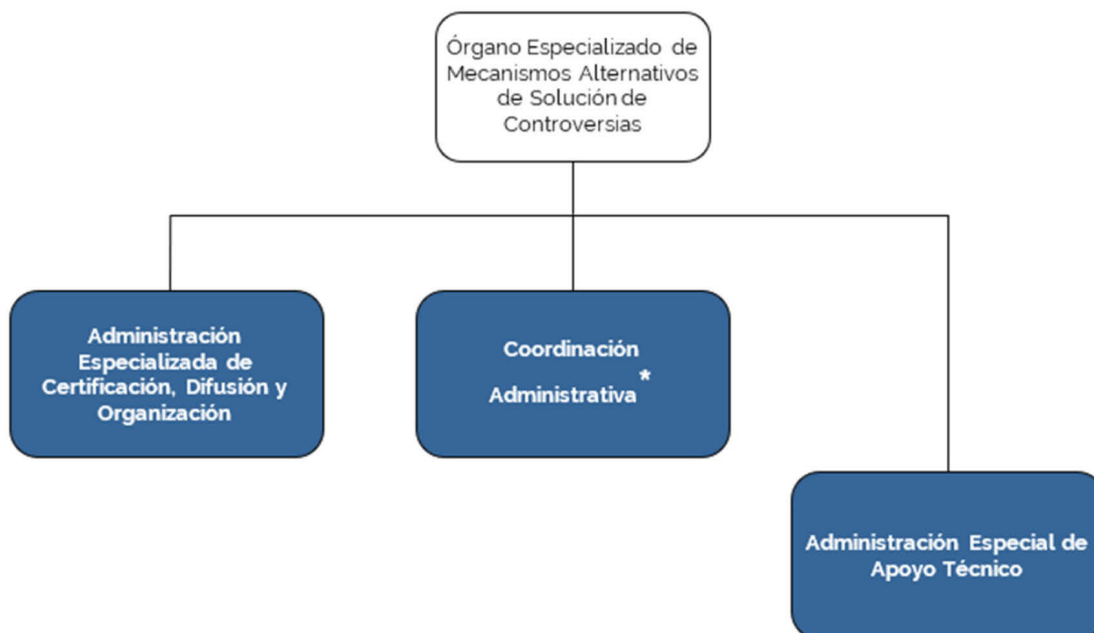 Órgano Especializado de
Mecanismos Alternativos
de Solución de
Controversias
Administración
Especializada de
Certificación, Difusión y
Organización
Coordinación
Administrativa *
Administración Especial de
Apoyo Técnico